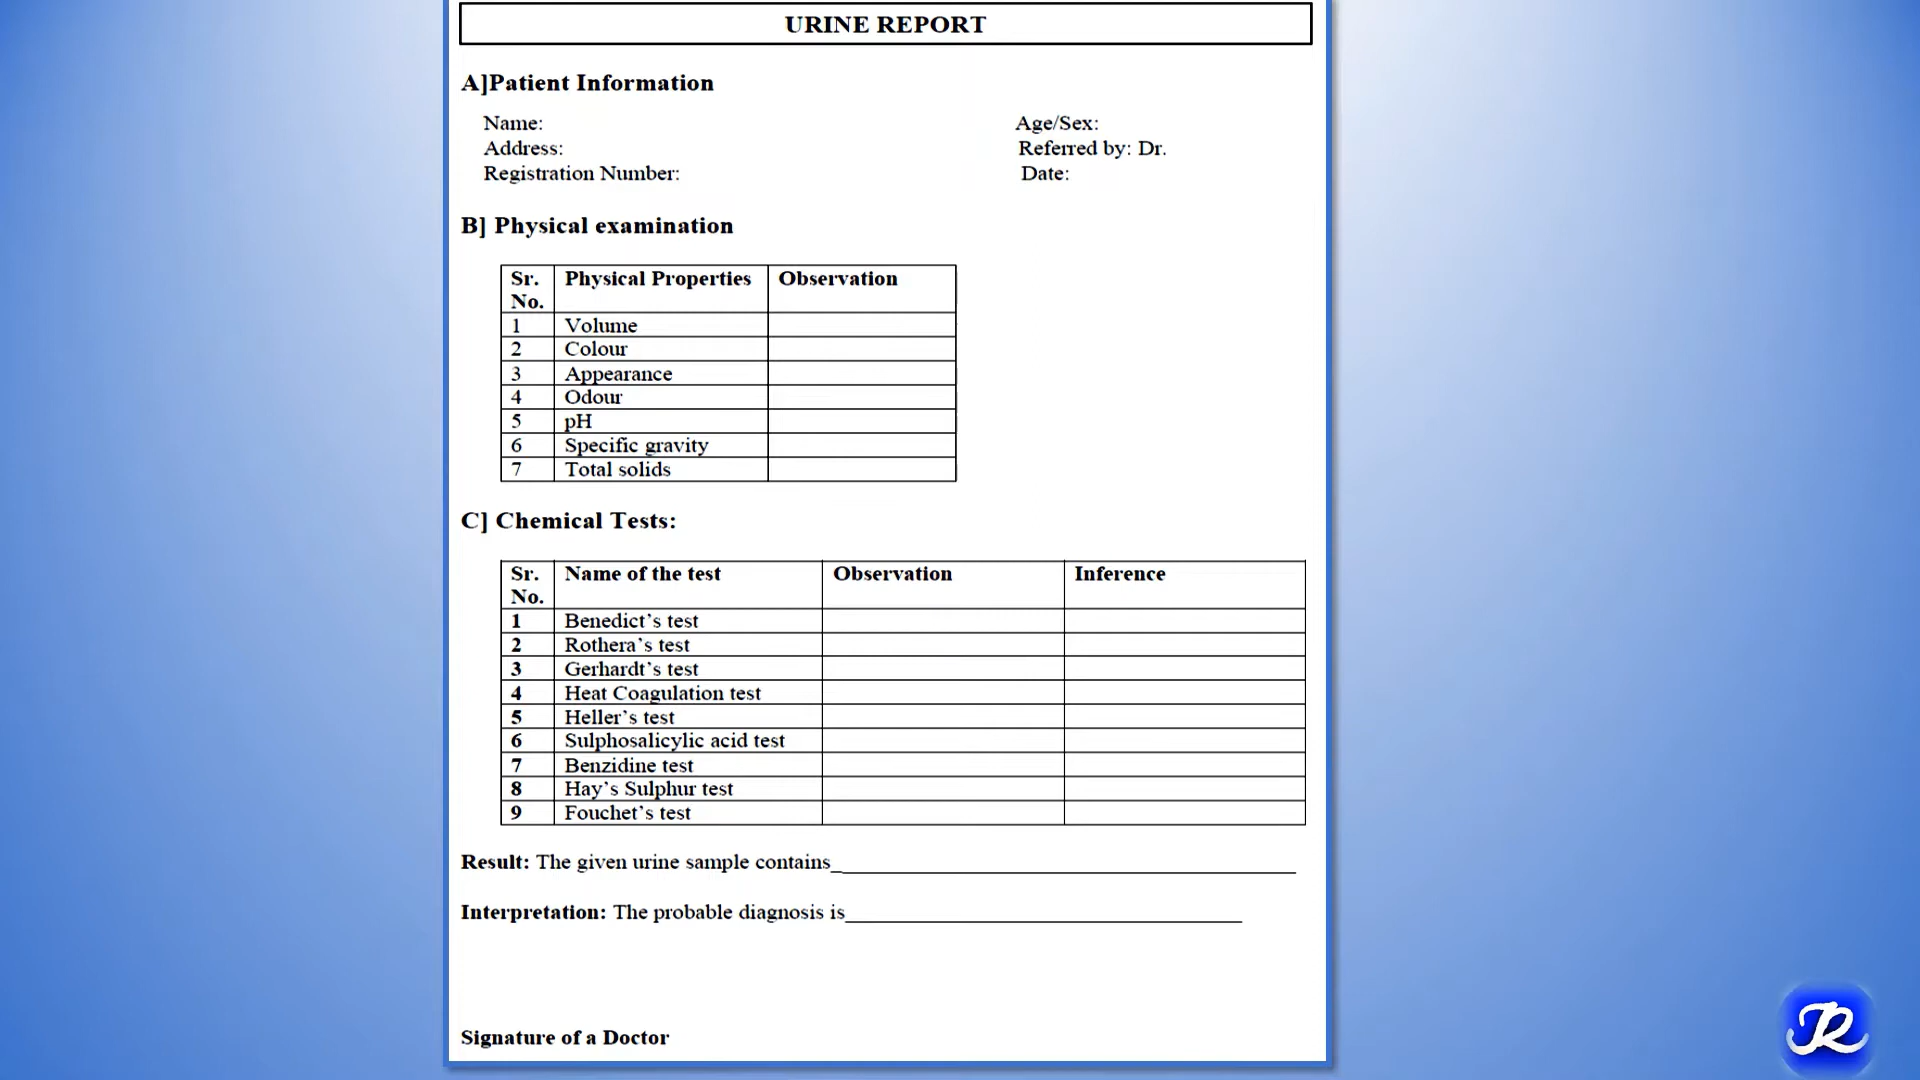 URINE REPORT
A]Patient Information
Name: Age/Sex:
Address: Referred by: Dr.
Registration Number: Date:
B] Physical examination
Sr. No. Physical Properties Observation
1 Volume
2 Colour
3 Appearance
4 Odour
5 pH
6 Specific gravity
7 Total solids
C] Chemical Tests:
Sr. No. Name of the test Observation Inference
1 Benedict’s test
2 Rothera’s test
3 Gerhardt’s test
4 Heat Coagulation test
5 Heller’s test
6 Sulphosalicylic acid test
7 Benzidine test
8 Hay’s Sulphur test
9 Fouchet’s test
Result: The given urine sample contains_______________________________________
Interpretation: The probable diagnosis is__________________________________
Signature of a Doctor
JR